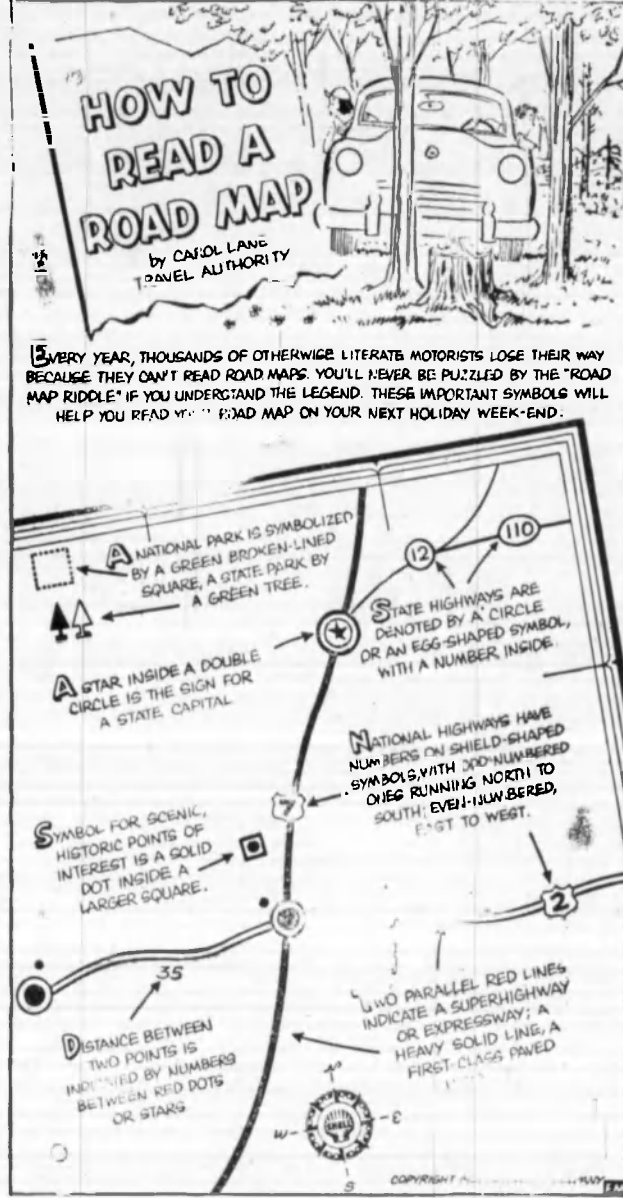 HOW TO
READ A
ROAD MAP
by CAROL LANE
TRAVEL AUTHORITY
EVERY YEAR, THOUSANDS OF OTHERWISE LITERATE MOTORISTS LOSE THEIR WAY
BECAUSE THEY CAN'T READ ROAD MAPS. YOU'LL NEVER BE PUZZLED BY THE "ROAD
MAP RIDDLE" IF YOU UNDERSTAND THE LEGEND. THESE IMPORTANT SYMBOLS WILL
HELP YOU READ ROAD MAP ON YOUR NEXT HOLIDAY WEEK-END.
A NATIONAL PARK IS SYMBOLIZED
BY A GREEN BROKEN-LINED
SQUARE, A STATE PARK BY
A GREEN TREE.
12
110
STATE HIGHWAYS ARE
DENOTED BY A CIRCLE
OR AN EGG-SHAPED SYMBOL,
WITH A NUMBER INSIDE.
A STAR INSIDE A DOUBLE
CIRCLE IS THE SIGN FOR
A STATE CAPITAL
NATIONAL HIGHWAYS HAVE
NUMBERS ON SHIELD-SHAPED
SYMBOLS, WITH ODD-NUMBERED
ONES RUNNING NORTH TO
SOUTH; EVEN-NUMBERED,
EAST TO WEST.
7
SYMBOL FOR SCENIC,
HISTORIC POINTS OF
INTEREST IS A SOLID
DOT INSIDE A
LARGER SQUARE.
2
35
DISTANCE BETWEEN
TWO POINTS IS
INDICATED BY NUMBERS
BETWEEN RED DOTS
OR STARS
TWO PARALLEL RED LINES
INDICATE A SUPERHIGHWAY
OR EXPRESSWAY; A
HEAVY SOLID LINE, A
FIRST-CLASS PAVED
N
W
E
S
SHELL
COPYRIGHT